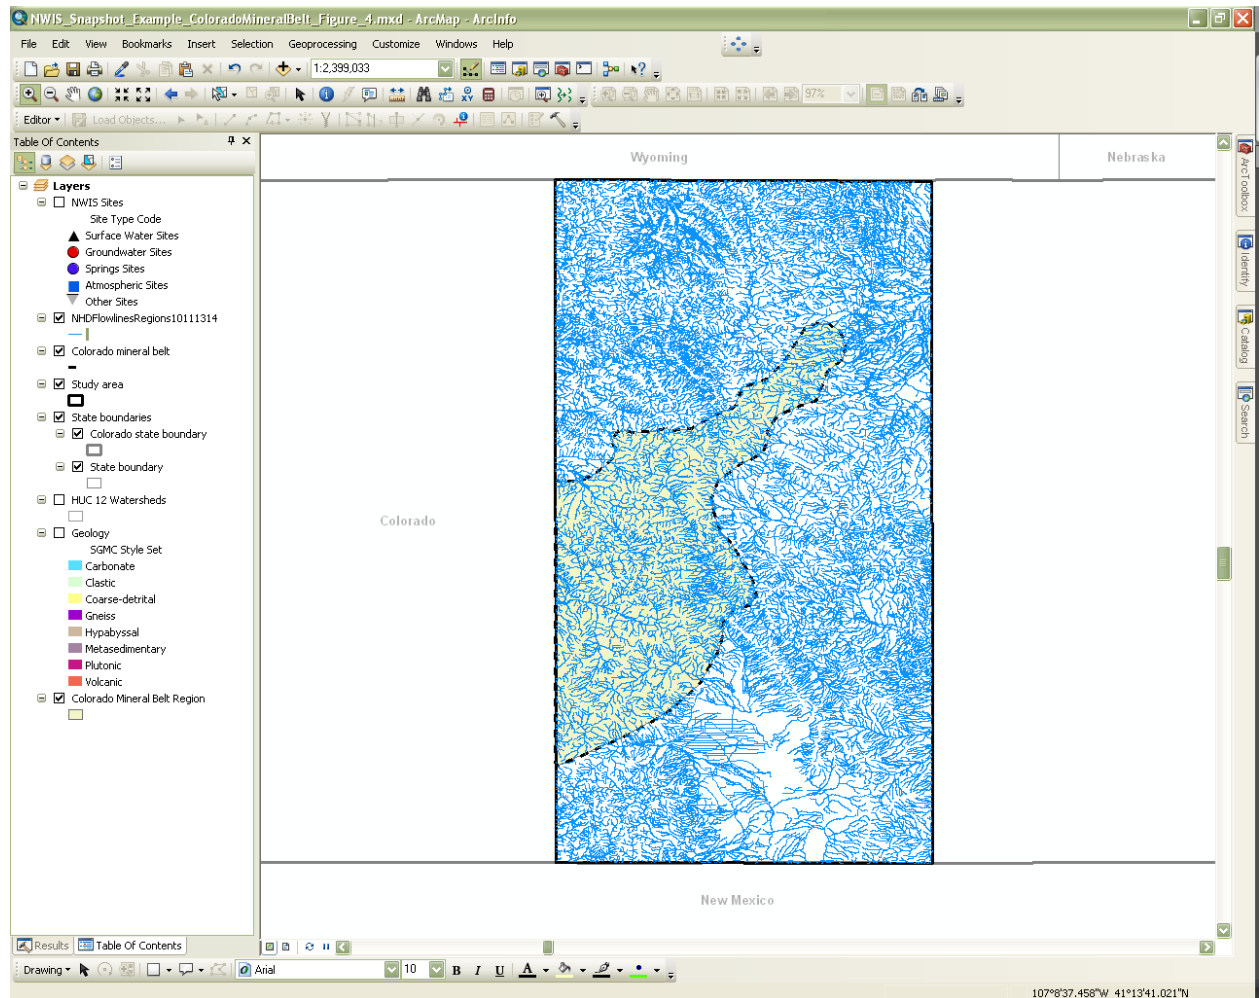 NWIS_Snapshot_Example_ColoradoMineralBelt_Figure_4.mxd - ArcMap - ArcInfo
File Edit View Bookmarks Insert Selection Geoprocessing Customize Windows Help
1:2,399,033
97%
Editor Load Objects...
Table Of Contents
Layers
NWIS Sites
Site Type Code
Surface Water Sites
Groundwater Sites
Springs Sites
Atmospheric Sites
Other Sites
NHDFlowlinesRegions10111314
Colorado mineral belt
Study area
State boundaries
Colorado state boundary
State boundary
HUC 12 Watersheds
Geology
SGMC Style Set
Carbonate
Clastic
Coarse-detrital
Gneiss
Hypabyssal
Metasedimentary
Plutonic
Volcanic
Colorado Mineral Belt Region
Wyoming
Nebraska
Colorado
New Mexico
ArcToolbox
Identify
Catalog
Search
Results Table Of Contents
Drawing Arial 10 B I U A
107°8'37.458"W 41°13'41.021"N